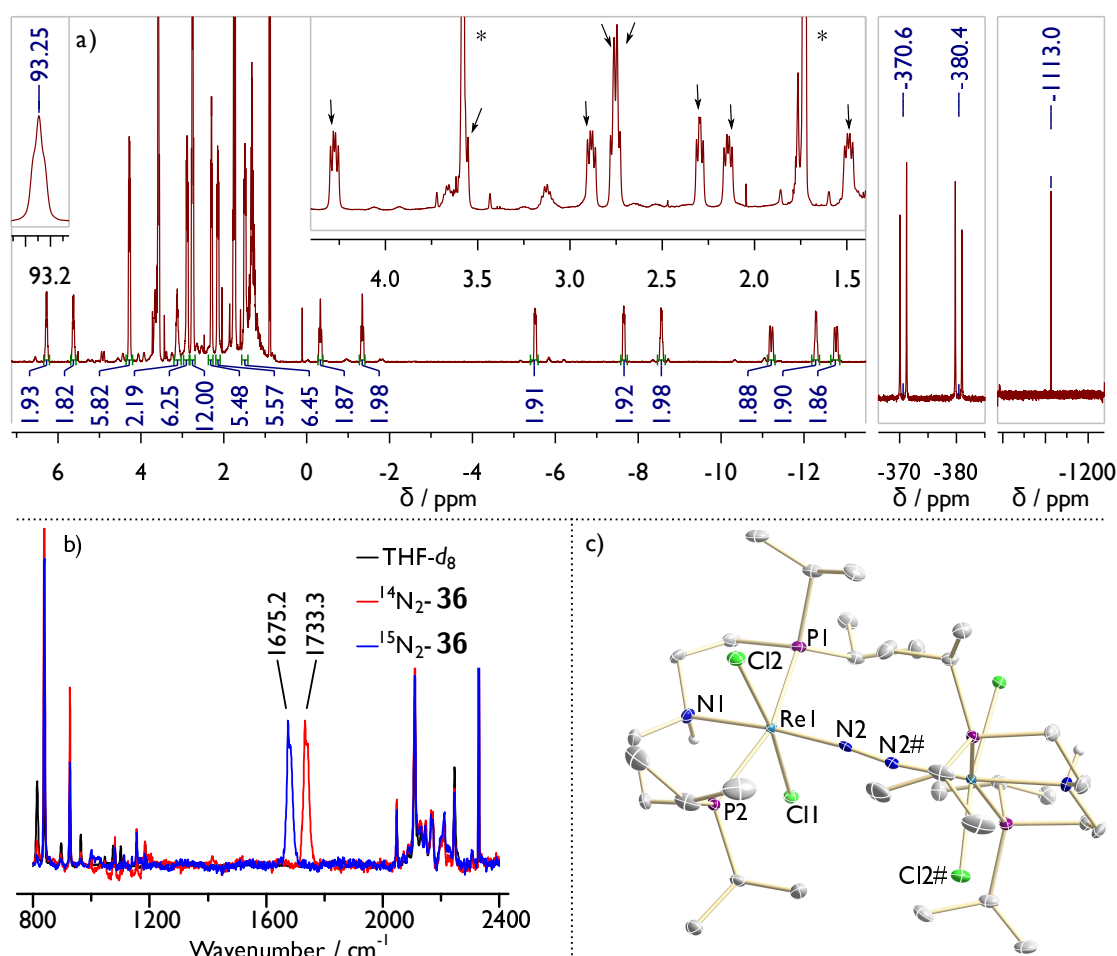 a)
93.25
93.2
*
*
4.0 3.5 3.0 2.5 2.0 1.5
-370.6
-380.4
-1113.0
1.93 1.82 5.82 2.19 6.25 12.00 5.48 5.57 6.45 1.87 1.98 1.91 1.92 1.98 1.88 1.90 1.86
6 4 2 0 -2 -4 -6 -8 -10 -12
δ / ppm
-370 -380
δ / ppm
-1200
δ / ppm
b)
THF-d8
14N2-36
15N2-36
1675.2
1733.3
800 1200 1600 2000 2400
Wavenumber / cm-1
c)
P1
Cl2
N1
Re1
N2
N2#
P2
Cl1
Cl2#